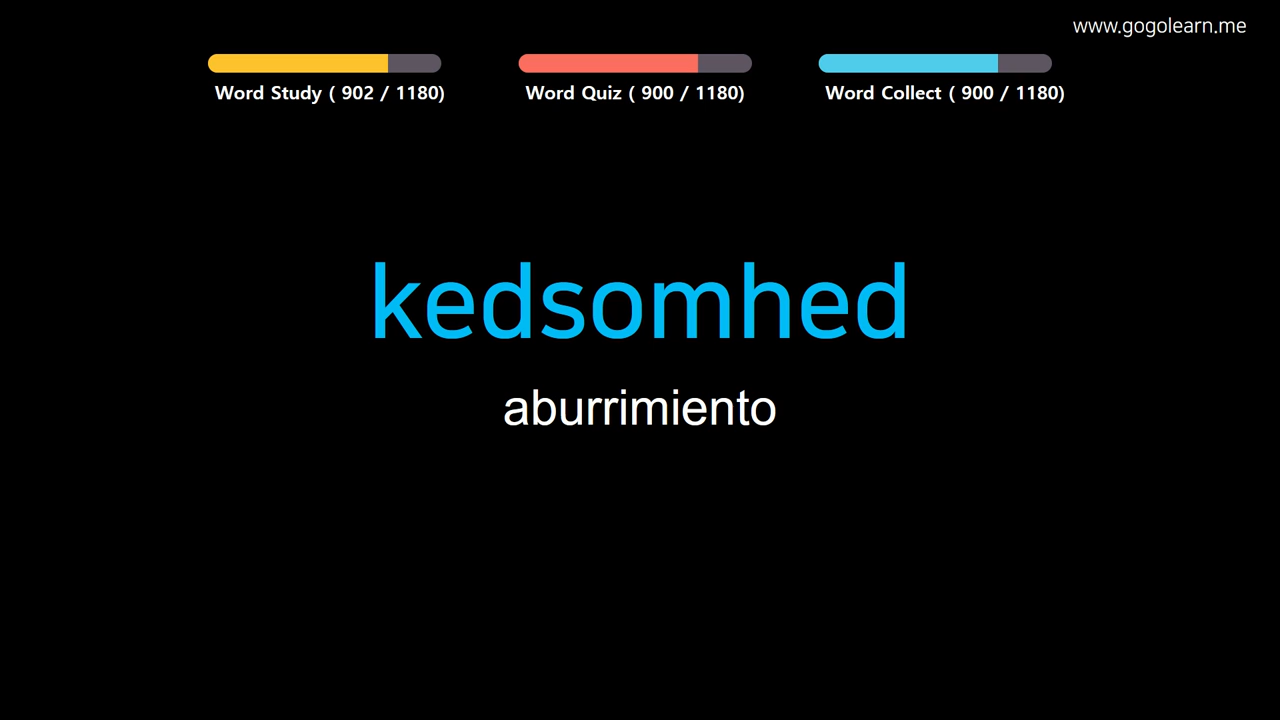 www.gogolearn.me
Word Study ( 902 / 1180)
Word Quiz ( 900 / 1180)
Word Collect ( 900 / 1180)
kedsomhed
aburrimiento